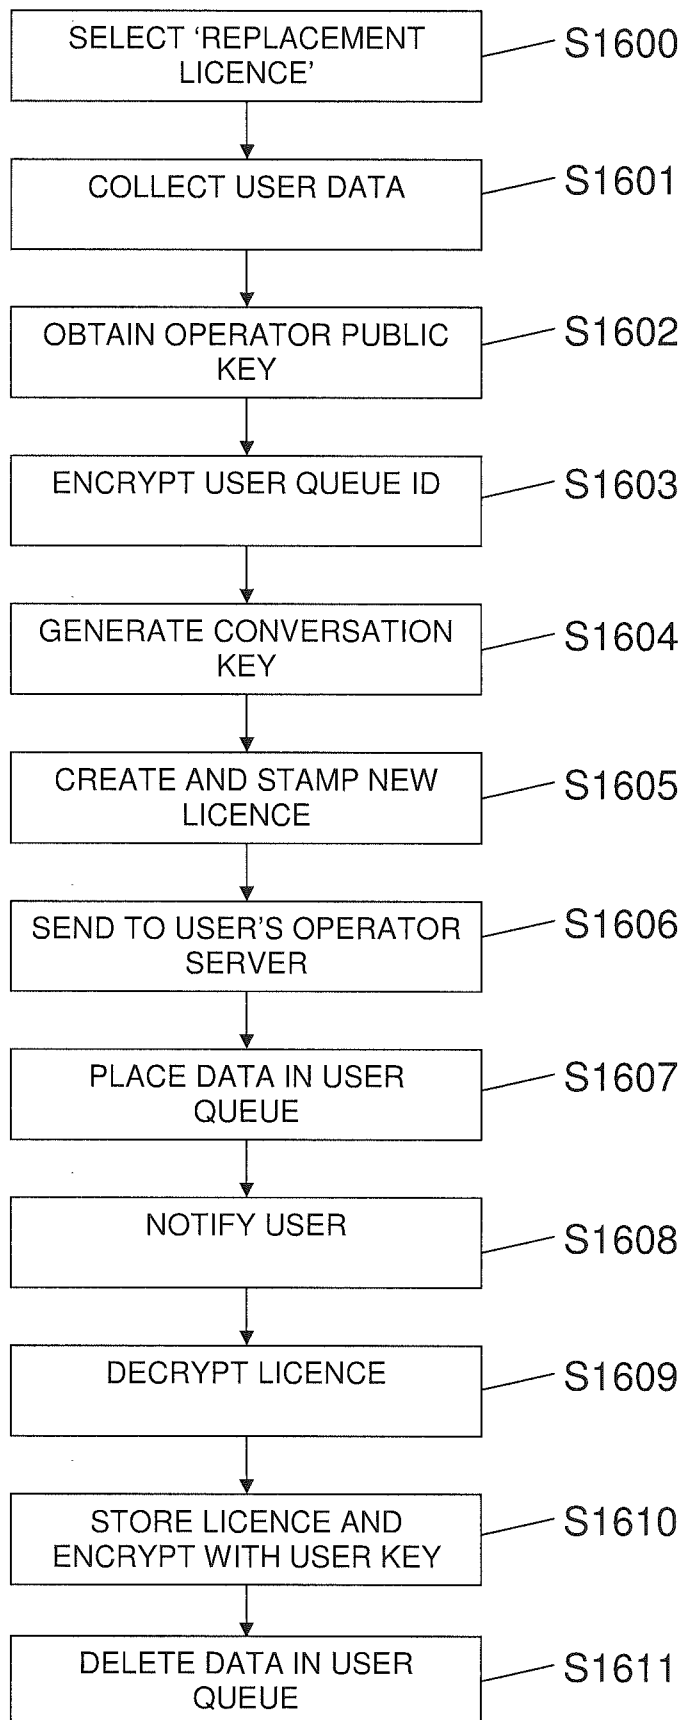 SELECT ‘REPLACEMENT
LICENCE’
S1600
COLLECT USER DATA
S1601
OBTAIN OPERATOR PUBLIC
KEY
S1602
ENCRYPT USER QUEUE ID
S1603
GENERATE CONVERSATION
KEY
S1604
CREATE AND STAMP NEW
LICENCE
S1605
SEND TO USER’S OPERATOR
SERVER
S1606
PLACE DATA IN USER
QUEUE
S1607
NOTIFY USER
S1608
DECRYPT LICENCE
S1609
STORE LICENCE AND
ENCRYPT WITH USER KEY
S1610
DELETE DATA IN USER
QUEUE
S1611